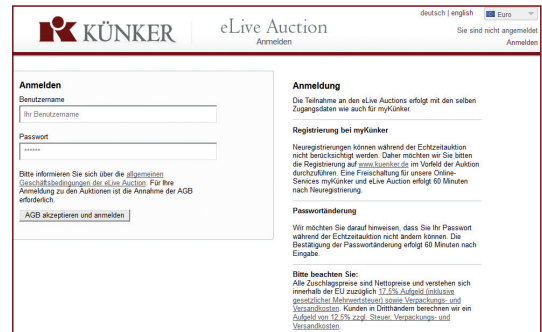 deutsch | english Euro
KÜNKER eLive Auction
Anmelden
Sie sind nicht angemeldet
Anmelden
Anmelden
Benutzername
Ihr Benutzername
Passwort
******
Bitte informieren Sie sich über die allgemeinen
Geschäftsbedingungen der eLive Auction. Für Ihre
Anmeldung zu den Auktionen ist die Annahme der AGB
erforderlich.
AGB akzeptieren und anmelden
Anmeldung
Die Teilnahme an den eLive Auctions erfolgt mit den selben
Zugangsdaten wie auch für myKünker.
Registrierung bei myKünker
Neuregistrierungen können während der Echtzeitauktion
nicht berücksichtigt werden. Daher möchten wir Sie bitten
die Registrierung auf www.kuenker.de im Vorfeld der Auktion
durchzuführen. Eine Freischaltung für unsere Online-
Services myKünker und eLive Auction erfolgt 60 Minuten
nach Neuregistrierung.
Passwortänderung
Wir möchten Sie darauf hinweisen, dass Sie Ihr Passwort
während der Echtzeitauktion nicht ändern können. Die
Bestätigung der Passwortänderung erfolgt 60 Minuten nach
Eingabe.
Bitte beachten Sie:
Alle Zuschlagspreise sind Nettopreise und verstehen sich
innerhalb der EU zuzüglich 17,5% Aufgeld (inklusive
gesetzlicher Mehrwertsteuer) sowie Verpackungs- und
Versandkosten. Kunden in Drittländern berechnen wir ein
Aufgeld von 12,5% zzgl. Steuer, Verpackungs- und
Versandkosten.